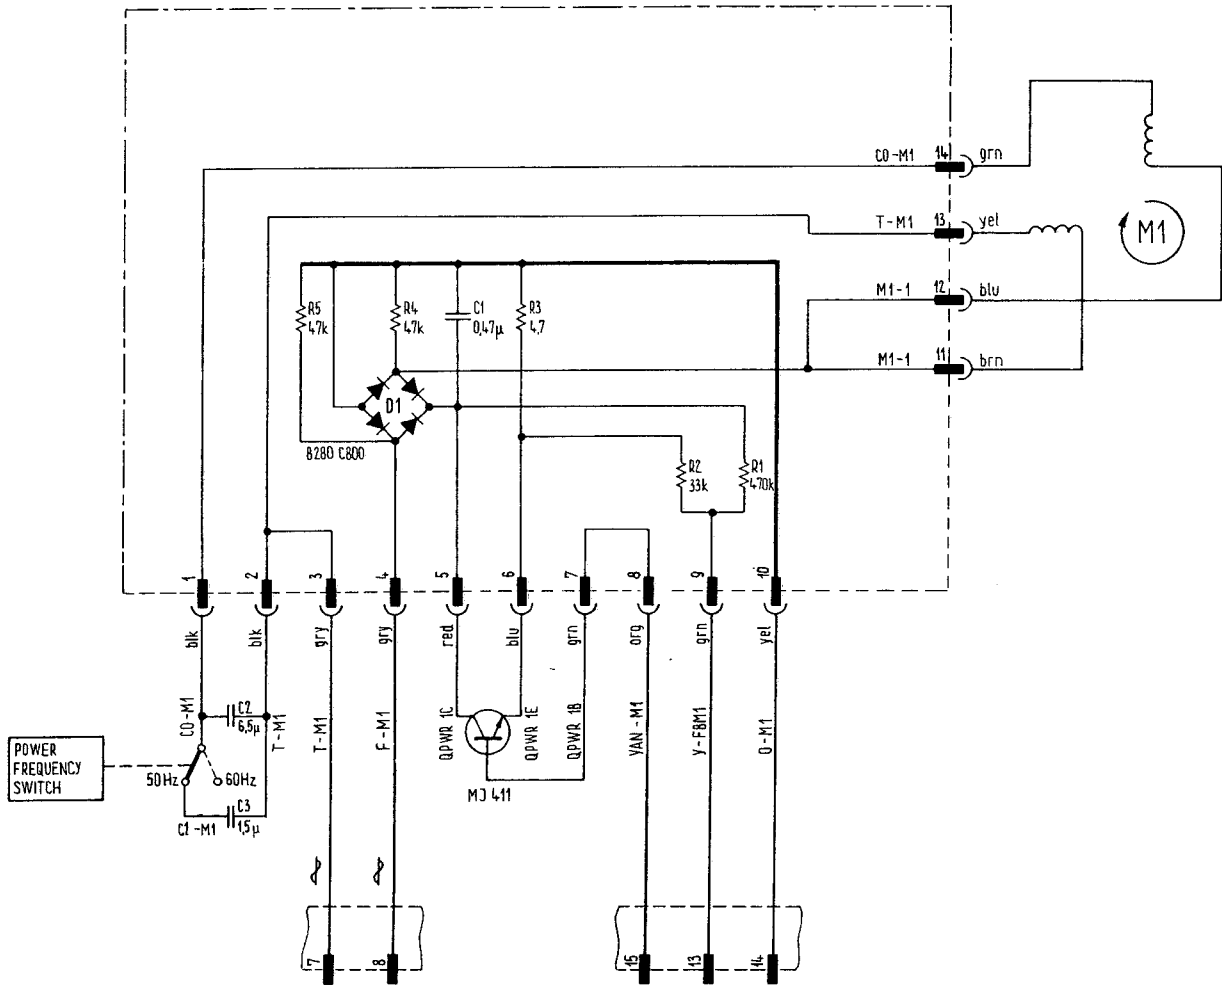 CO-M1 14 grn
T-M1 13 yel
M1
M1-1 12 blu
M1-1 11 brn
R5
47k
R4
47k
C1
0,47µ
R3
4,7
D1
B280 C800
R2
33k
R1
470k
1 2 3 4 5 6 7 8 9 10
blk blk gry gry red blu grn org grn yel
CO-M1 T-M1 T-M1 F-M1 QPWR 1C QPWR 1E QPWR 1B YAN-M1 Y-FBM1 0-M1
C2
6,5µ
POWER
FREQUENCY
SWITCH
50Hz 60Hz
C3
1,5µ
C2-M1
MJ 411
7 8 15 13 14